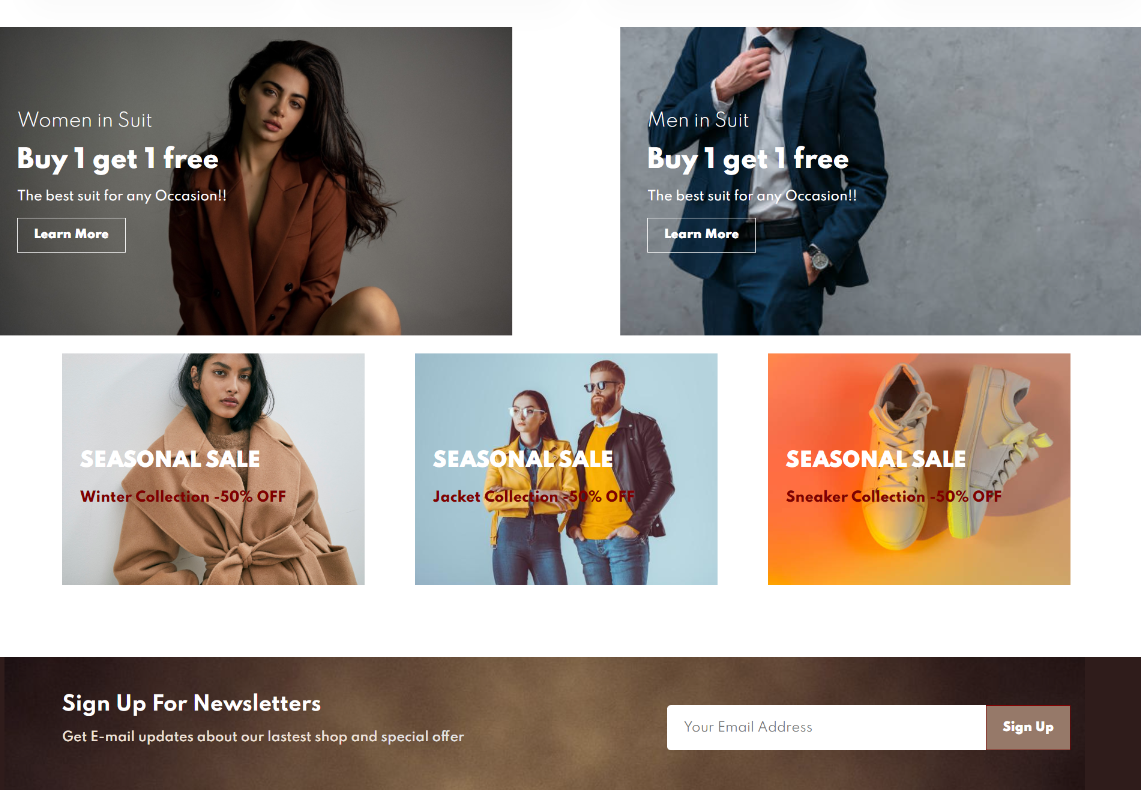 Women in Suit
Buy 1 get 1 free
The best suit for any Occasion!!
Learn More
Men in Suit
Buy 1 get 1 free
The best suit for any Occasion!!
Learn More
SEASONAL SALE
Winter Collection -50% OFF
SEASONAL SALE
Jacket Collection -50% OFF
SEASONAL SALE
Sneaker Collection -50% OFF
Sign Up For Newsletters
Get E-mail updates about our lastest shop and special offer
Your Email Address
Sign Up